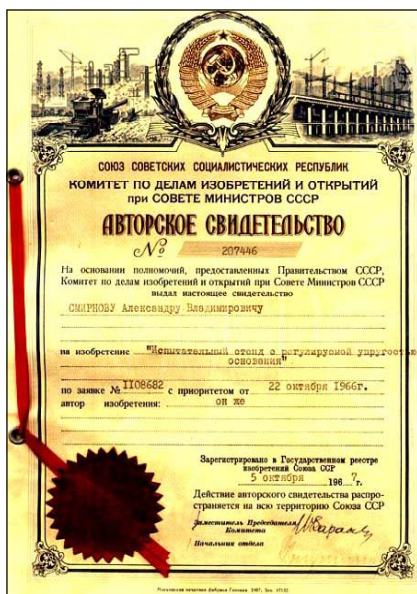 СОЮЗ СОВЕТСКИХ СОЦИАЛИСТИЧЕСКИХ РЕСПУБЛИК
КОМИТЕТ ПО ДЕЛАМ ИЗОБРЕТЕНИЙ И ОТКРЫТИЙ
при СОВЕТЕ МИНИСТРОВ СССР
АВТОРСКОЕ СВИДЕТЕЛЬСТВО
№ 207446
На основании полномочий, предоставленных Правительством СССР,
Комитет по делам изобретений и открытий при Совете Министров СССР
выдал настоящее свидетельство
СМИРНОВУ Александру Владимировичу
на изобретение "Испытательный стенд с регулируемой упругостью
основания"
по заявке № 1108682 с приоритетом от 22 октября 1966г.
автор изобретения: он же
Зарегистрировано в Государственном реестре
изобретений Союза ССР
5 октября 1967 г.
Действие авторского свидетельства распро-
страняется на всю территорию Союза ССР
Заместитель Председателя
Комитета
Начальник отдела